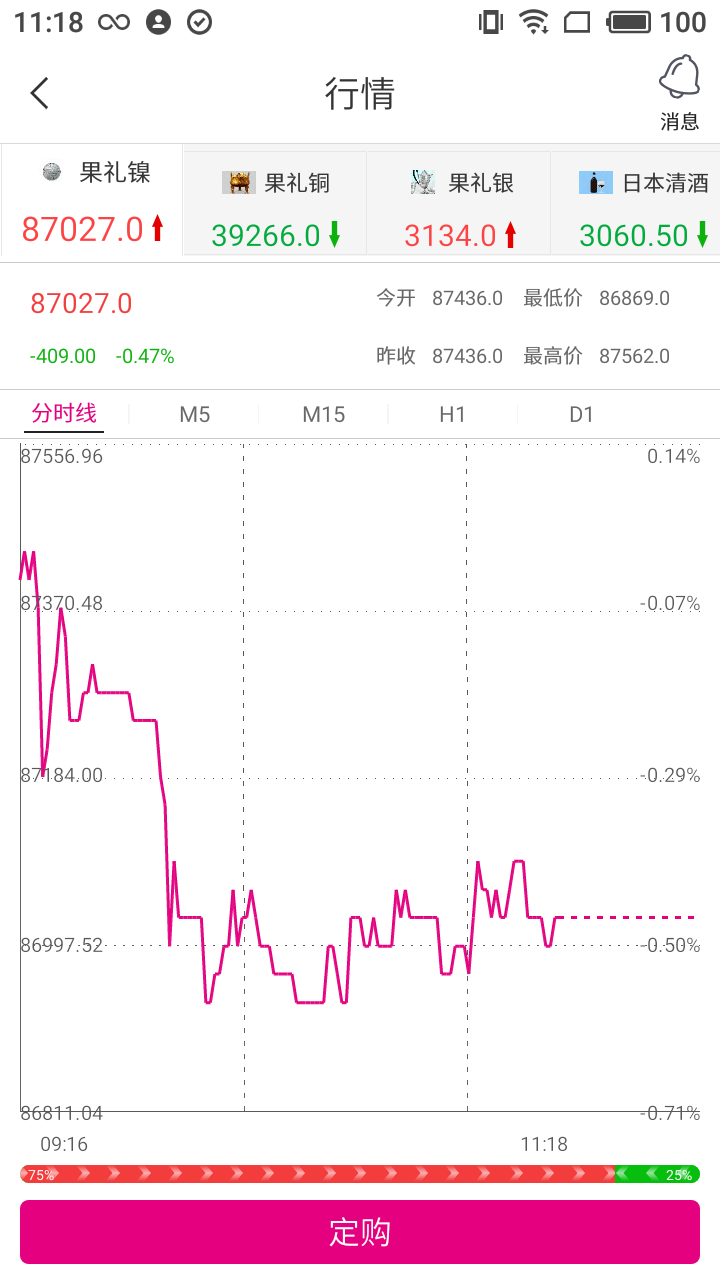 11:18 100
行情
消息
果礼镍 果礼铜 果礼银 日本清酒
87027.0 39266.0 3134.0 3060.50
87027.0 今开 87436.0 最低价 86869.0
-409.00 -0.47% 昨收 87436.0 最高价 87562.0
分时线 M5 M15 H1 D1
87556.96 0.14%
87370.48 -0.07%
87184.00 -0.29%
86997.52 -0.50%
86811.04 -0.71%
09:16 11:18
75% 25%
定购